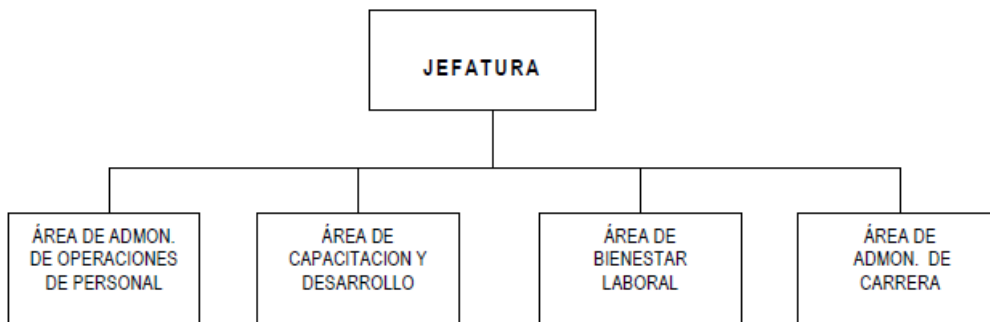 JEFATURA
ÁREA DE ADMON.
DE OPERACIONES
DE PERSONAL
ÁREA DE
CAPACITACION Y
DESARROLLO
ÁREA DE
BIENESTAR
LABORAL
ÁREA DE
ADMON. DE
CARRERA